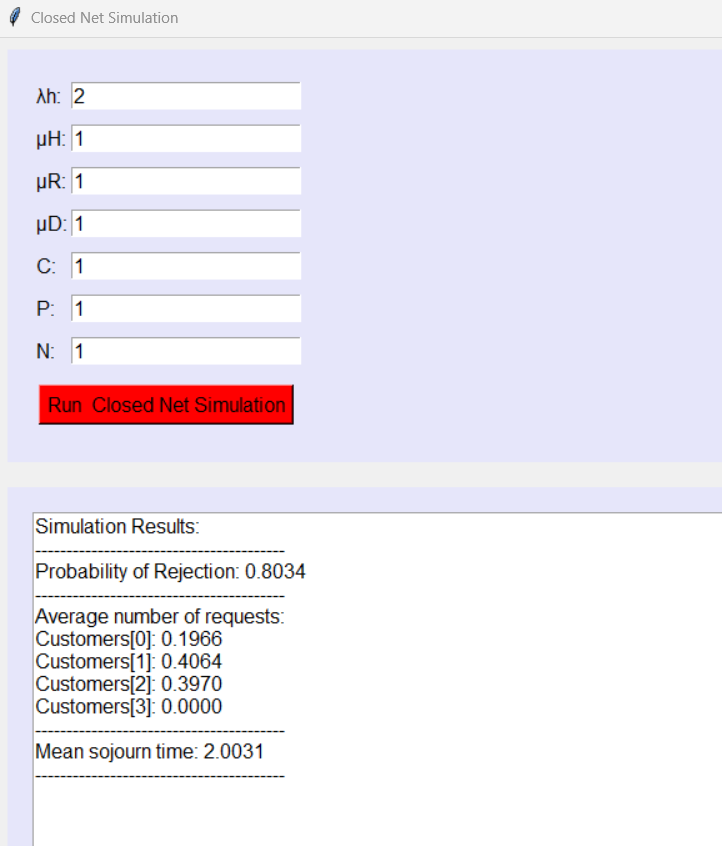 Closed Net Simulation
λh: 2
μH: 1
μR: 1
μD: 1
C: 1
P: 1
N: 1
Run  Closed Net Simulation
Simulation Results:
----------------------------------------
Probability of Rejection: 0.8034
----------------------------------------
Average number of requests:
Customers[0]: 0.1966
Customers[1]: 0.4064
Customers[2]: 0.3970
Customers[3]: 0.0000
----------------------------------------
Mean sojourn time: 2.0031
----------------------------------------